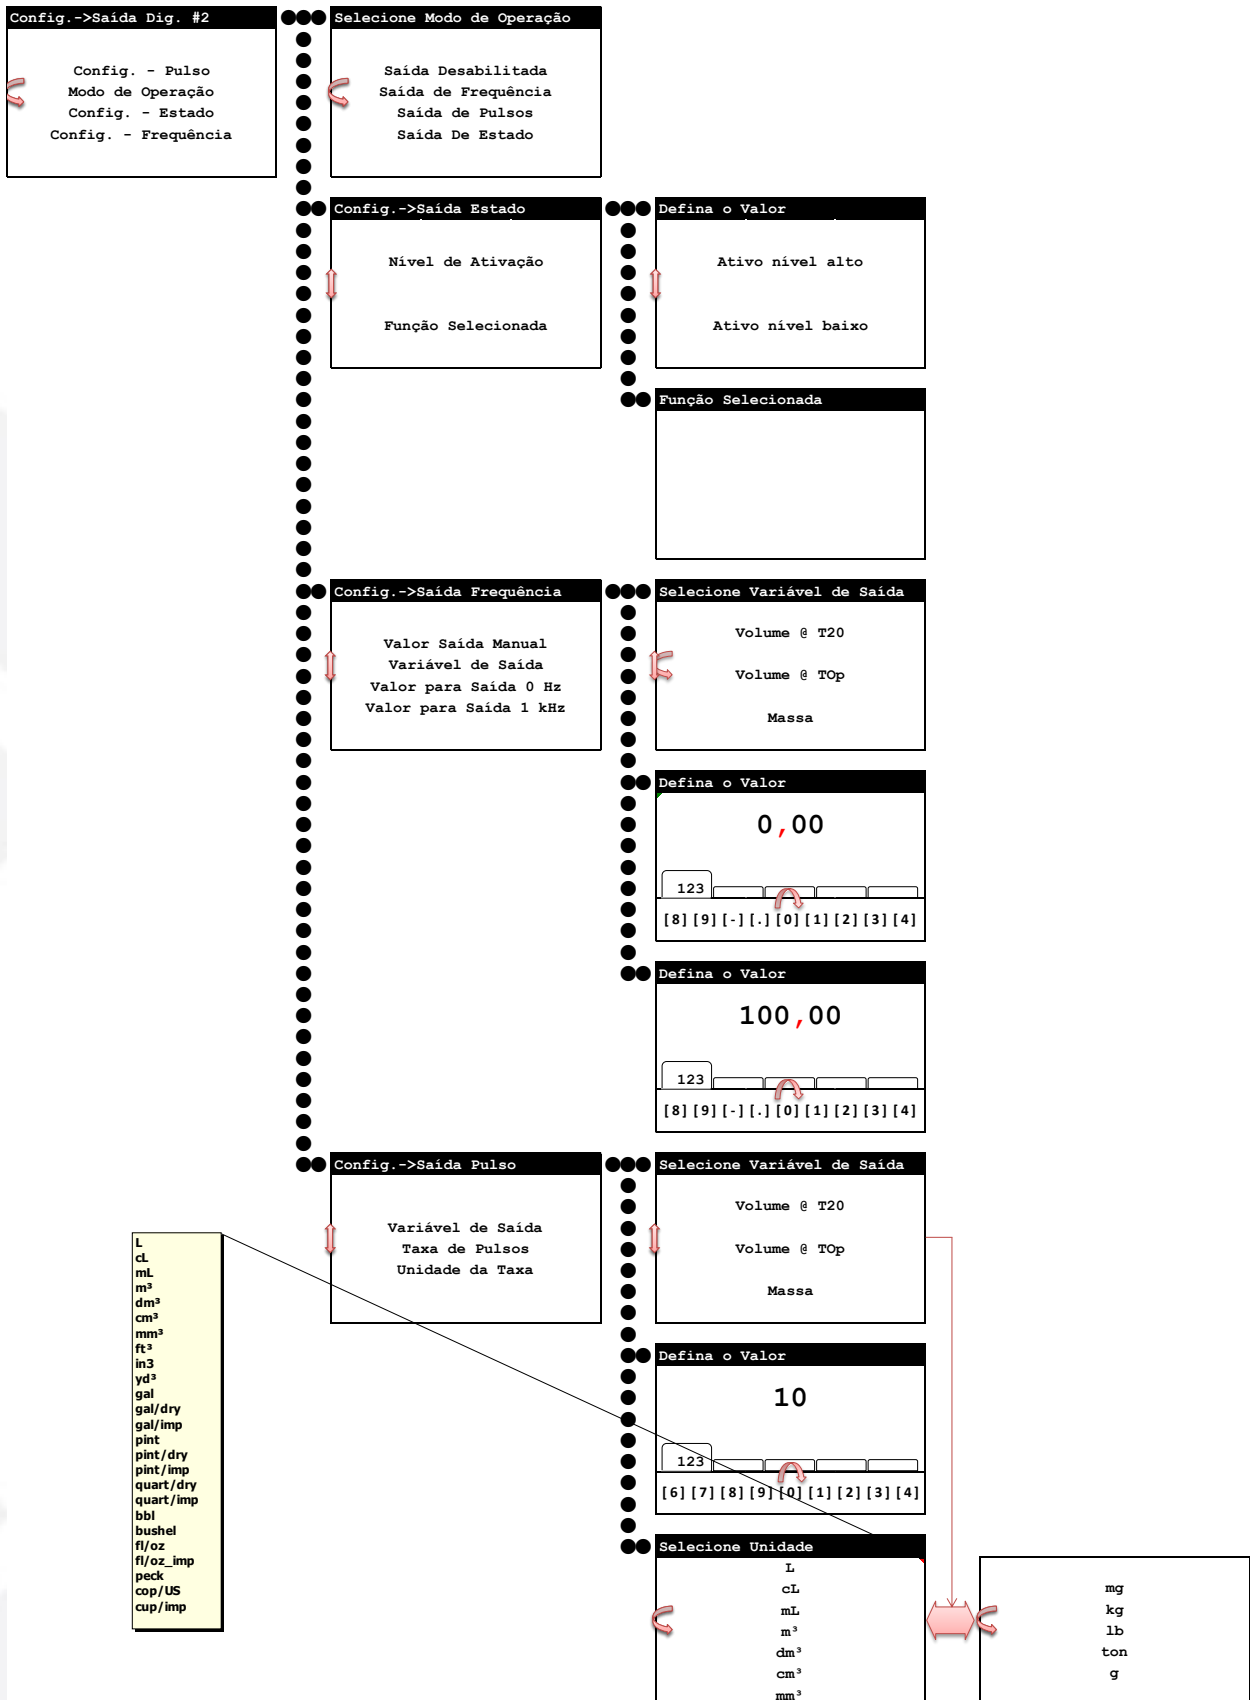 Config.->Saída Dig. #2
Config. - Pulso
Modo de Operação
Config. - Estado
Config. - Frequência
Selecione Modo de Operação
Saída Desabilitada
Saída de Frequência
Saída de Pulsos
Saída De Estado
Config.->Saída Estado
Nível de Ativação
Função Selecionada
Defina o Valor
Ativo nível alto
Ativo nível baixo
Função Selecionada
Config.->Saída Frequência
Valor Saída Manual
Variável de Saída
Valor para Saída 0 Hz
Valor para Saída 1 kHz
Selecione Variável de Saída
Volume @ T20
Volume @ TOp
Massa
Defina o Valor
0,00
123
[8][9][-][.][0][1][2][3][4]
Defina o Valor
100,00
123
[8][9][-][.][0][1][2][3][4]
Config.->Saída Pulso
Variável de Saída
Taxa de Pulsos
Unidade da Taxa
Selecione Variável de Saída
Volume @ T20
Volume @ TOp
Massa
Defina o Valor
10
123
[6][7][8][9][0][1][2][3][4]
L
cL
mL
m³
dm³
cm³
mm³
ft³
in3
yd³
gal
gal/dry
gal/imp
pint
pint/dry
pint/imp
quart/dry
quart/imp
bbl
bushel
fl/oz
fl/oz_imp
peck
cop/US
cup/imp
Selecione Unidade
L
cL
mL
m³
dm³
cm³
mm³
mg
kg
lb
ton
g